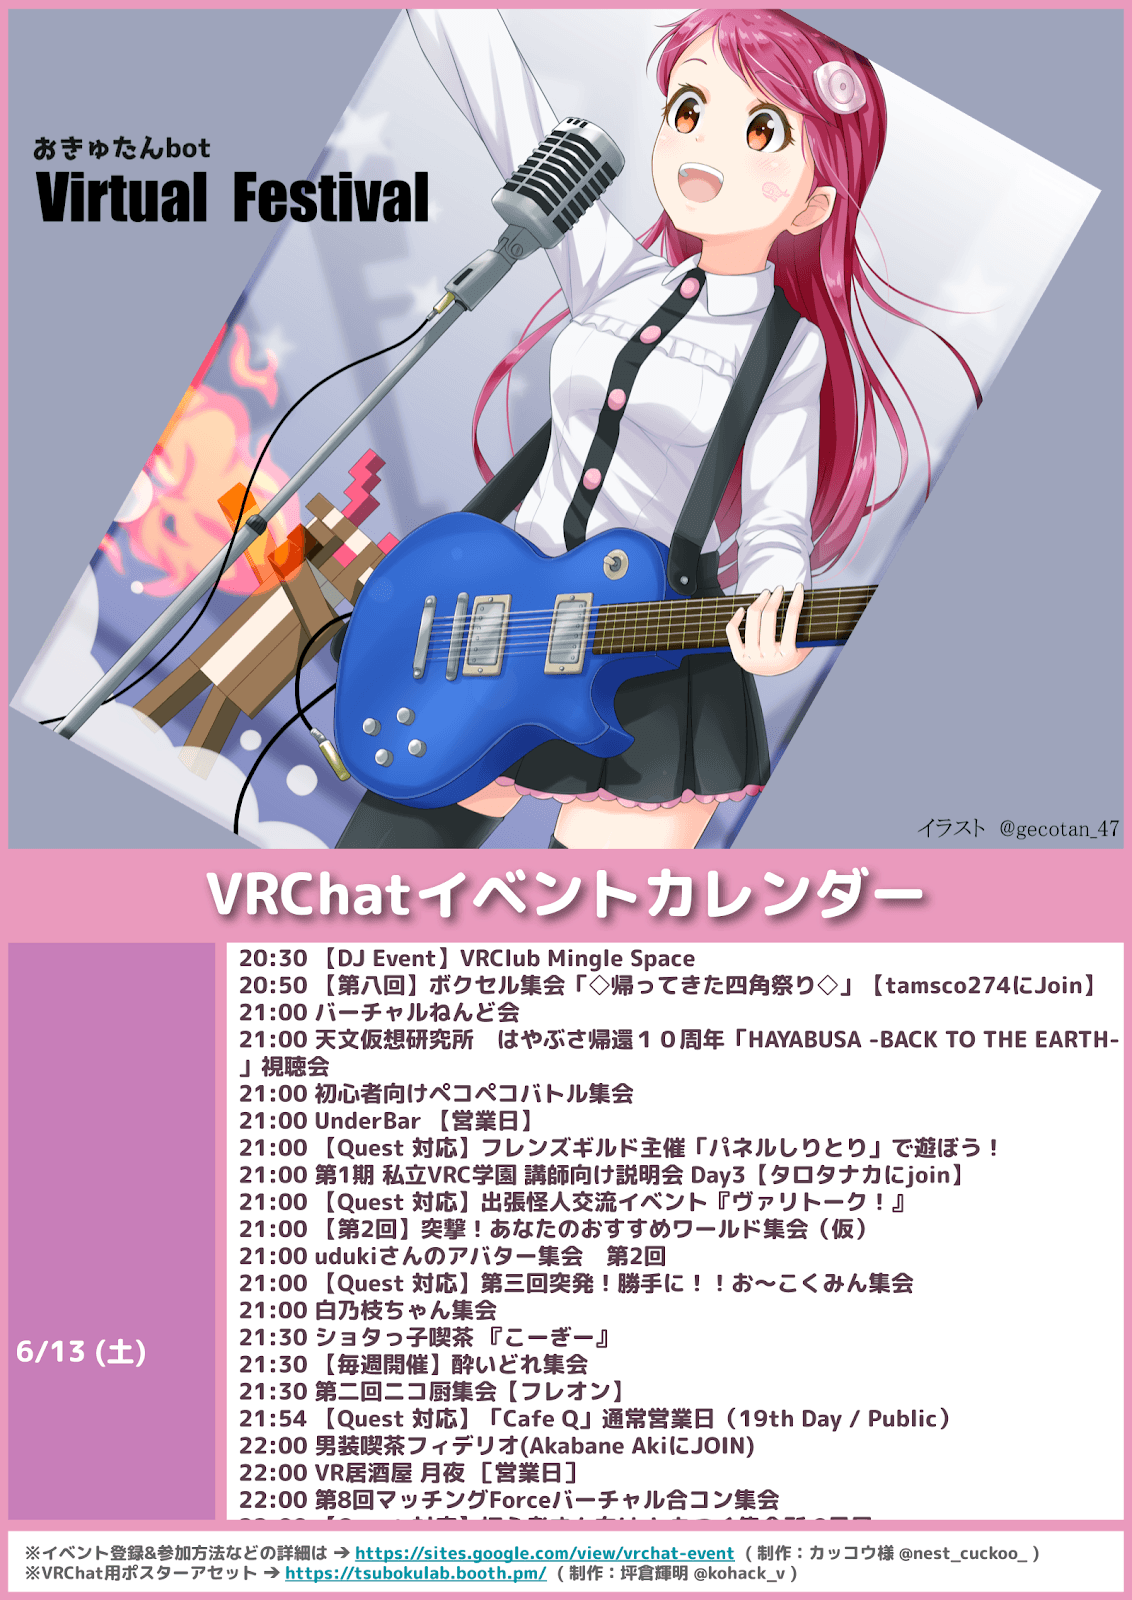 おきゅたんbot
Virtual Festival
イラスト @gecotan_47
VRChatイベントカレンダー
6/13 (土)
20:30 【DJ Event】VRClub Mingle Space
20:50 【第八回】ボクセル集会「◇帰ってきた四角祭り◇」【tamsco274にJoin】
21:00 バーチャルねんど会
21:00 天文仮想研究所　はやぶさ帰還１０周年「HAYABUSA -BACK TO THE EARTH-
」視聴会
21:00 初心者向けペコペコバトル集会
21:00 UnderBar 【営業日】
21:00 【Quest 対応】フレンズギルド主催「パネルしりとり」で遊ぼう！
21:00 第1期 私立VRC学園 講師向け説明会 Day3【タロタナカにjoin】
21:00 【Quest 対応】出張怪人交流イベント『ヴァリトーク！』
21:00 【第2回】突撃！あなたのおすすめワールド集会（仮）
21:00 udukiさんのアバター集会　第2回
21:00 【Quest 対応】第三回突発！勝手に！！お～こくみん集会
21:00 白乃枝ちゃん集会
21:30 ショタっ子喫茶 『こーぎー』
21:30 【毎週開催】酔いどれ集会
21:30 第二回ニコ厨集会【フレオン】
21:54 【Quest 対応】「Cafe Q」通常営業日（19th Day / Public）
22:00 男装喫茶フィデリオ(Akabane AkiにJOIN)
22:00 VR居酒屋 月夜 ［営業日］
22:00 第8回マッチングForceバーチャル合コン集会
※イベント登録&参加方法などの詳細は ➔ https://sites.google.com/view/vrchat-event （ 制作：カッコウ様 @nest_cuckoo_ ）
※VRChat用ポスターアセット ➔ https://tsubokulab.booth.pm/ （ 制作：坪倉輝明 @kohack_v ）